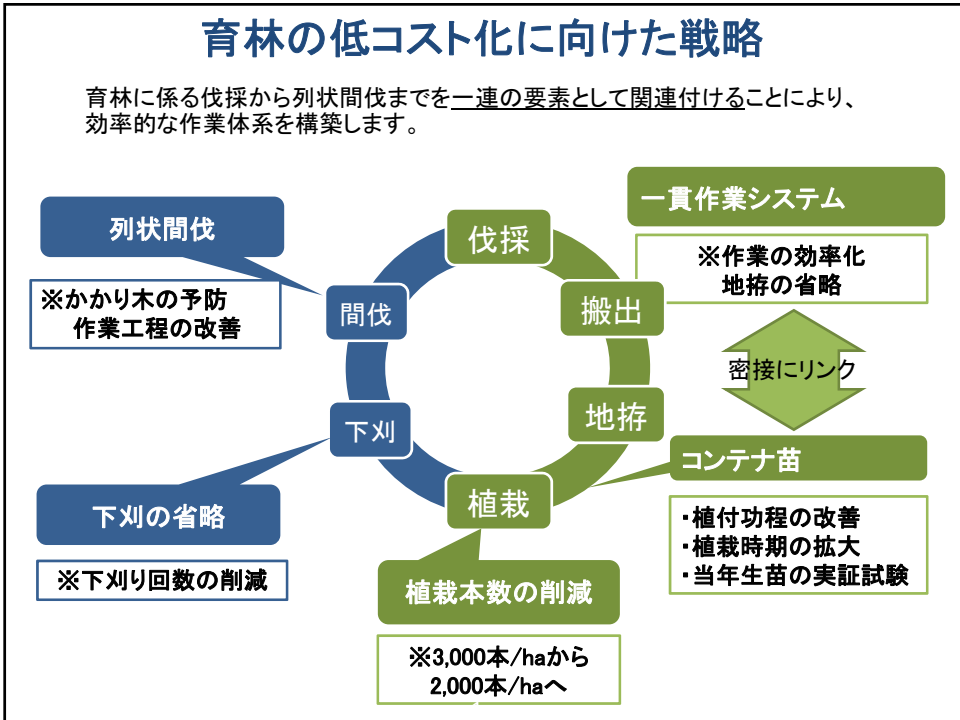 育林の低コスト化に向けた戦略
育林に係る伐採から列状間伐までを一連の要素として関連付けることにより、
効率的な作業体系を構築します。
列状間伐
※かかり木の予防
作業工程の改善
伐採
搬出
地拵
植栽
下刈
間伐
一貫作業システム
※作業の効率化
地拵の省略
密接にリンク
コンテナ苗
・植付功程の改善
・植栽時期の拡大
・当年生苗の実証試験
下刈の省略
※下刈り回数の削減
植栽本数の削減
※3,000本/haから
2,000本/haへ